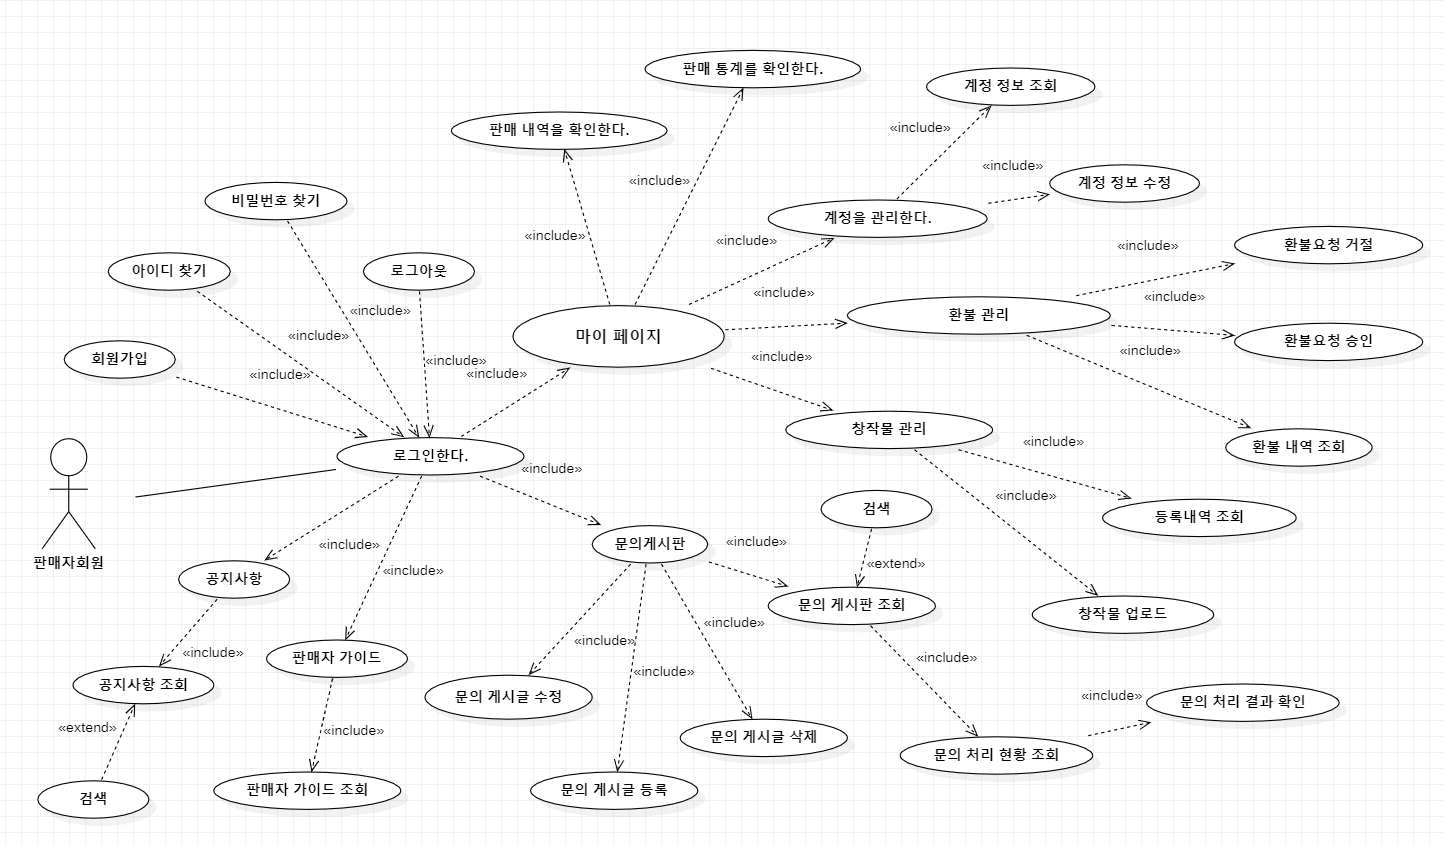 판매 통계를 확인한다.
계정 정보 조회
판매 내역을 확인한다.
«include»
«include»
계정 정보 수정
«include»
비밀번호 찾기
계정을 관리한다.
«include»
«include»
«include»
환불요청 거절
아이디 찾기
로그아웃
«include»
«include»
«include»
환불 관리
«include»
마이 페이지
환불요청 승인
회원가입
«include»
«include»
«include»
«include»
«include»
창작물 관리
«include»
환불 내역 조회
로그인한다.
«include»
«include»
검색
등록내역 조회
«include»
문의게시판
«include»
판매자회원
«extend»
공지사항
«include»
문의 게시판 조회
창작물 업로드
«include»
«include»
«include»
판매자 가이드
«include»
«include»
공지사항 조회
문의 게시글 수정
«include»
문의 처리 결과 확인
«extend»
«include»
문의 게시글 삭제
문의 처리 현황 조회
검색
판매자 가이드 조회
문의 게시글 등록